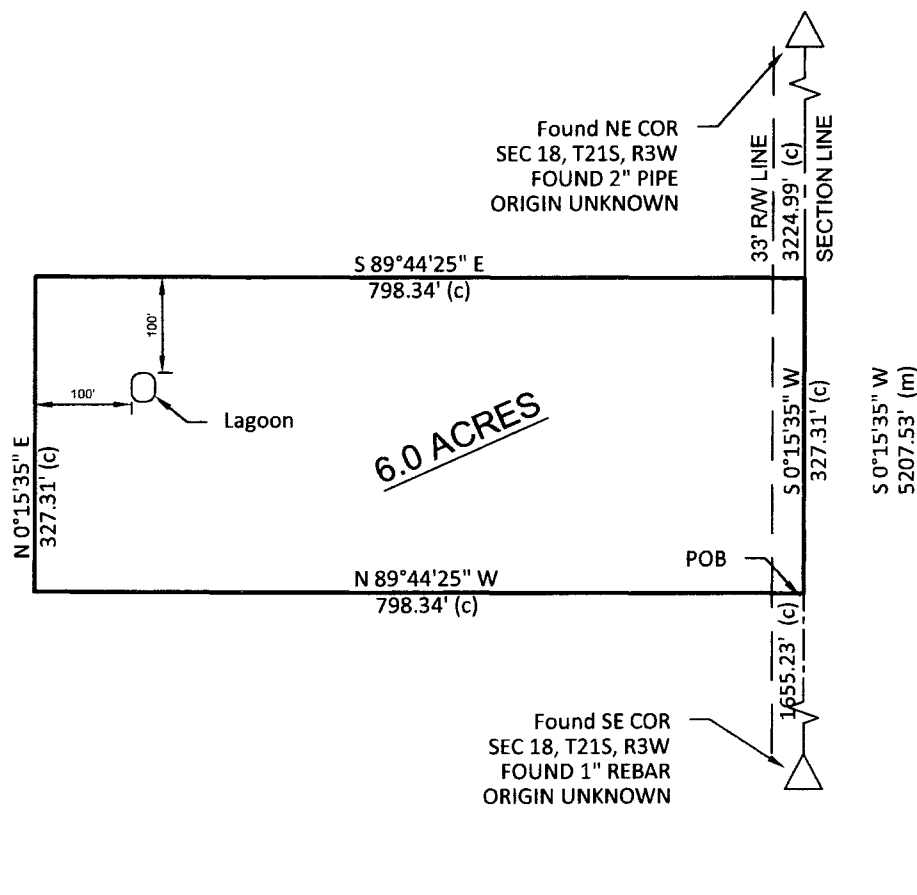 Found NE COR
SEC 18, T21S, R3W
FOUND 2" PIPE
ORIGIN UNKNOWN
33' R/W LINE
3224.99' (c)
SECTION LINE
S 89°44'25" E
798.34' (c)
100'
100'
Lagoon
6.0 ACRES
N 0°15'35" E
327.31' (c)
S 0°15'35" W
327.31' (c)
S 0°15'35" W
5207.53' (m)
POB
N 89°44'25" W
798.34' (c)
1655.23' (c)
Found SE COR
SEC 18, T21S, R3W
FOUND 1" REBAR
ORIGIN UNKNOWN